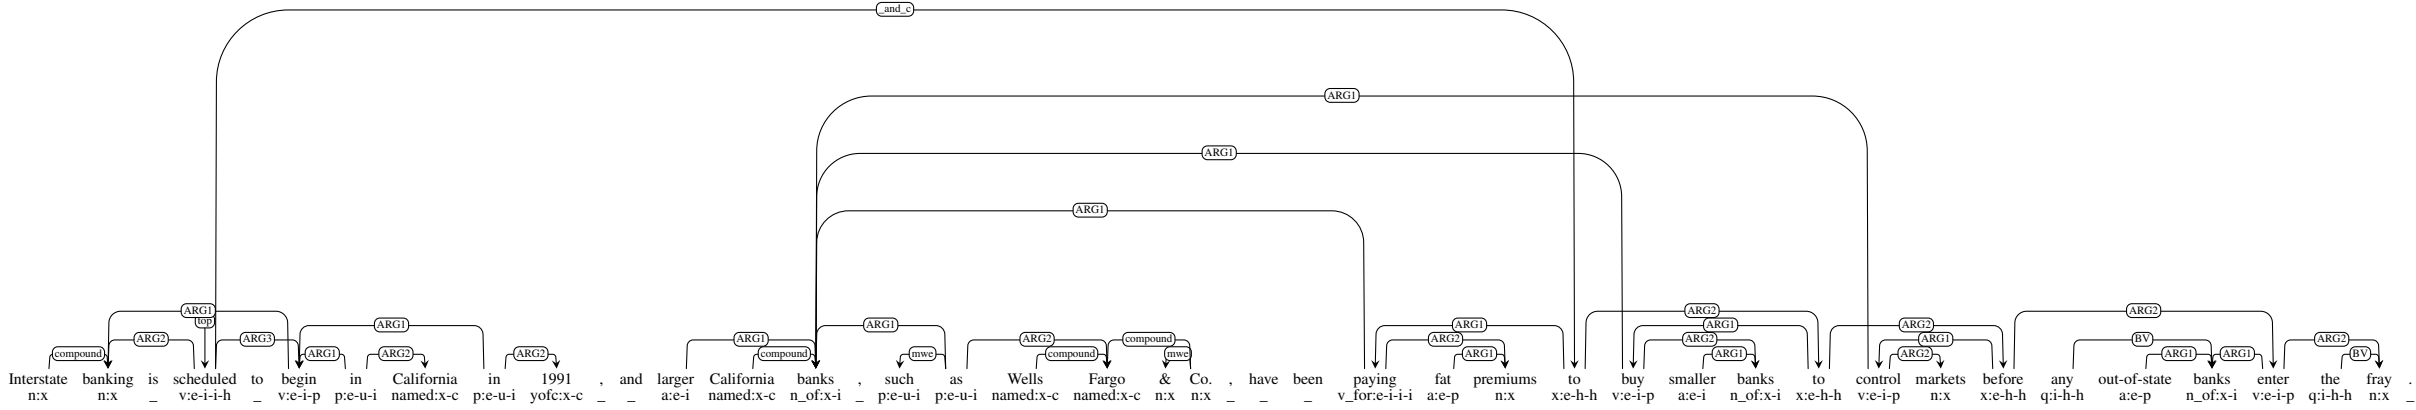 _and_c
ARG1
ARG1
ARG1
ARG1 ARG2
top ARG1 ARG1 ARG1 ARG1 ARG2 ARG1 ARG2 ARG2
ARG2 ARG3 ARG1 ARG2 compound ARG2 ARG2 ARG1 BV ARG2
compound ARG1 ARG2 ARG2 compound mwe compound mwe ARG1 ARG1 ARG2 ARG1 ARG1 BV
Interstate banking is scheduled to begin in California in 1991 , and larger California banks , such as Wells Fargo & Co. , have been paying fat premiums to buy smaller banks to control markets before any out-of-state banks enter the fray .
n:x n:x _ v:e-i-i-h _ v:e-i-p p:e-u-i named:x-c p:e-u-i yofc:x-c _ _ a:e-i named:x-c n_of:x-i _ p:e-u-i p:e-u-i named:x-c named:x-c n:x n:x _ _ _ v_for:e-i-i-i a:e-p n:x x:e-h-h v:e-i-p a:e-i n_of:x-i x:e-h-h v:e-i-p n:x x:e-h-h q:i-h-h a:e-p n_of:x-i v:e-i-p q:i-h-h n:x _